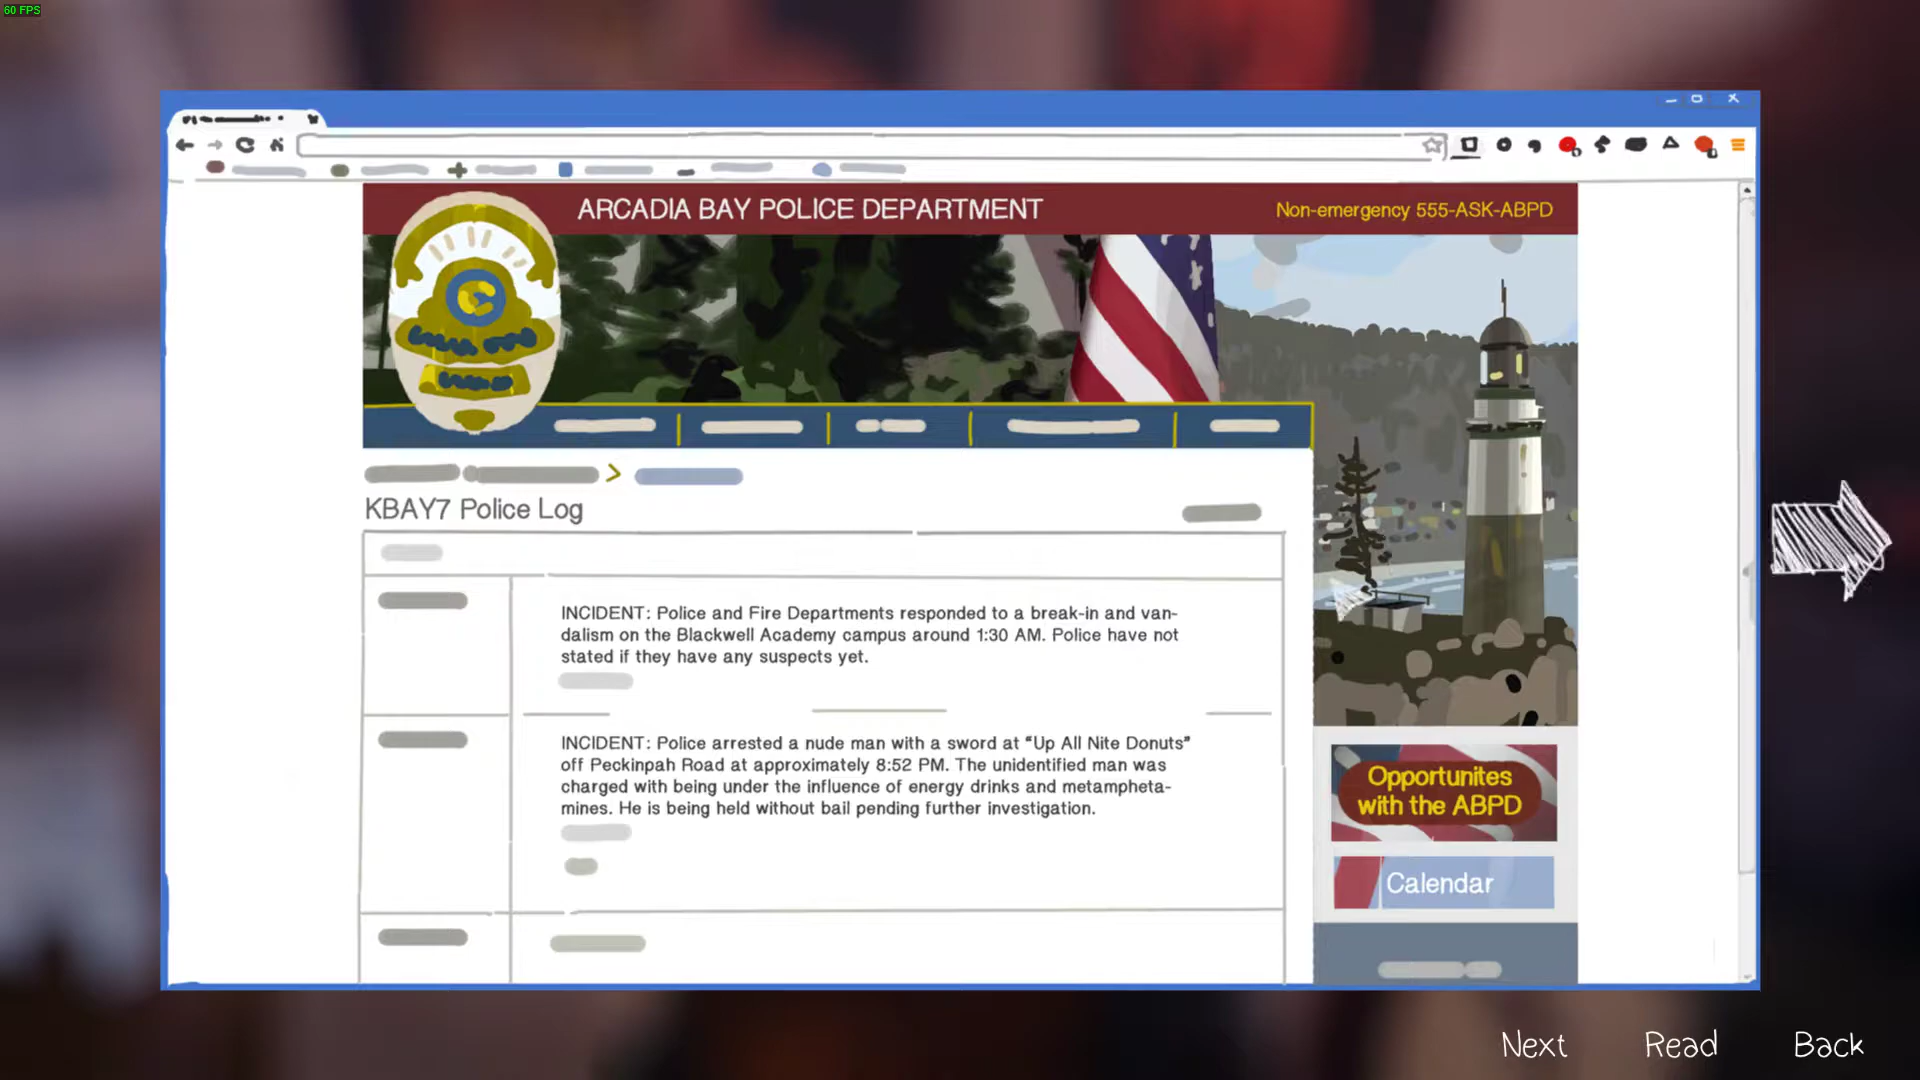 60 FPS
ARCADIA BAY POLICE DEPARTMENT
Non-emergency 555-ASK-ABPD
KBAY7 Police Log
INCIDENT: Police and Fire Departments responded to a break-in and van-
dalism on the Blackwell Academy campus around 1:30 AM. Police have not
stated if they have any suspects yet.
INCIDENT: Police arrested a nude man with a sword at “Up All Nite Donuts”
off Peckinpah Road at approximately 8:52 PM. The unidentified man was
charged with being under the influence of energy drinks and metampheta-
mines. He is being held without bail pending further investigation.
Opportunites
with the ABPD
Calendar
Next
Read
Back